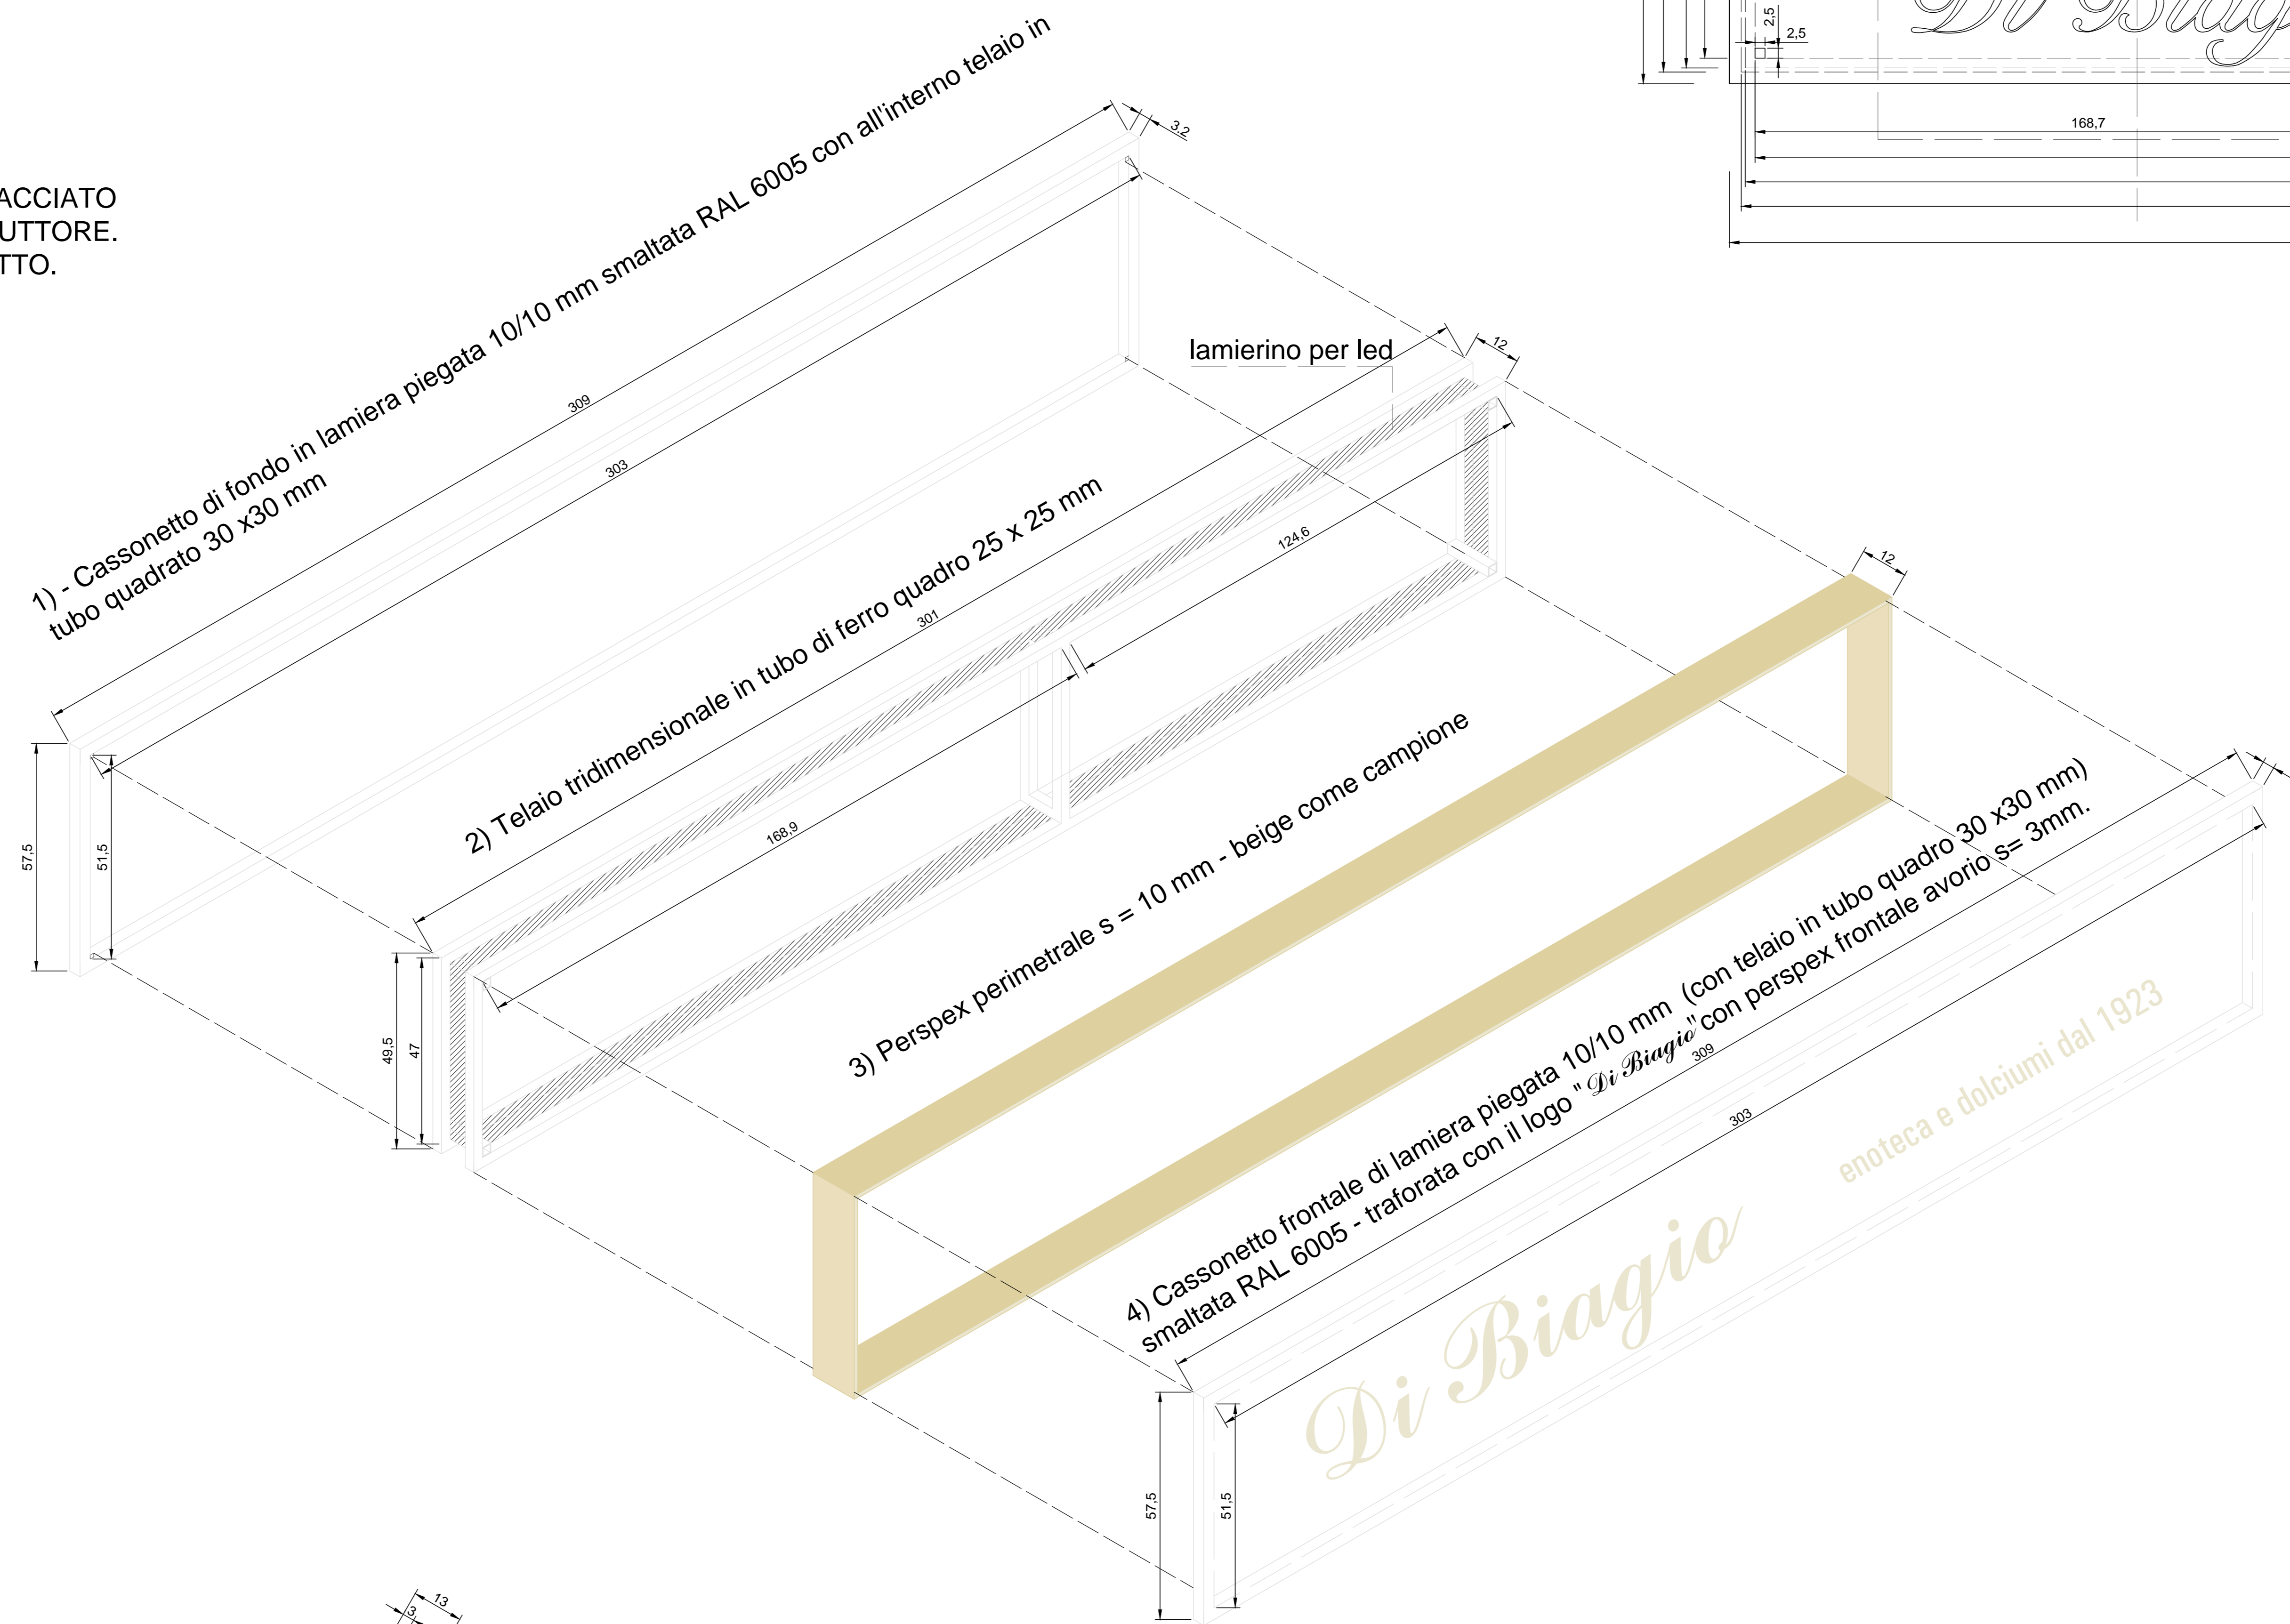 ACCIATO
UTTORE.
TTO.
Di Biag
2,5
2,5
168,7
1) - Cassonetto di fondo in lamiera piegata 10/10 mm smaltata RAL 6005 con all'interno telaio in
tubo quadrato 30 x30 mm
3,2
309
303
57,5
51,5
lamierino per led
12
2) Telaio tridimensionale in tubo di ferro quadro 25 x 25 mm
301
124,6
168,9
49,5
47
12
3) Perspex perimetrale s = 10 mm - beige come campione
4) Cassonetto frontale di lamiera piegata 10/10 mm (con telaio in tubo quadro 30 x30 mm)
smaltata RAL 6005 - traforata con il logo " Di Biagio" con perspex frontale avorio s= 3mm.
309
303
57,5
51,5
Di Biagio
enoteca e dolciumi dal 1923
13
3